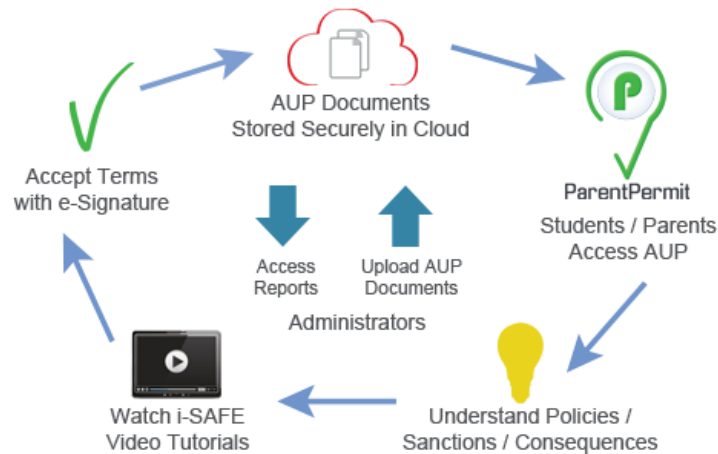 AUP Documents
Stored Securely in Cloud
P
ParentPermit
Students / Parents
Access AUP
Accept Terms
with e-Signature
Access
Reports
Upload AUP
Documents
Administrators
Understand Policies /
Sanctions / Consequences
Watch i-SAFE
Video Tutorials